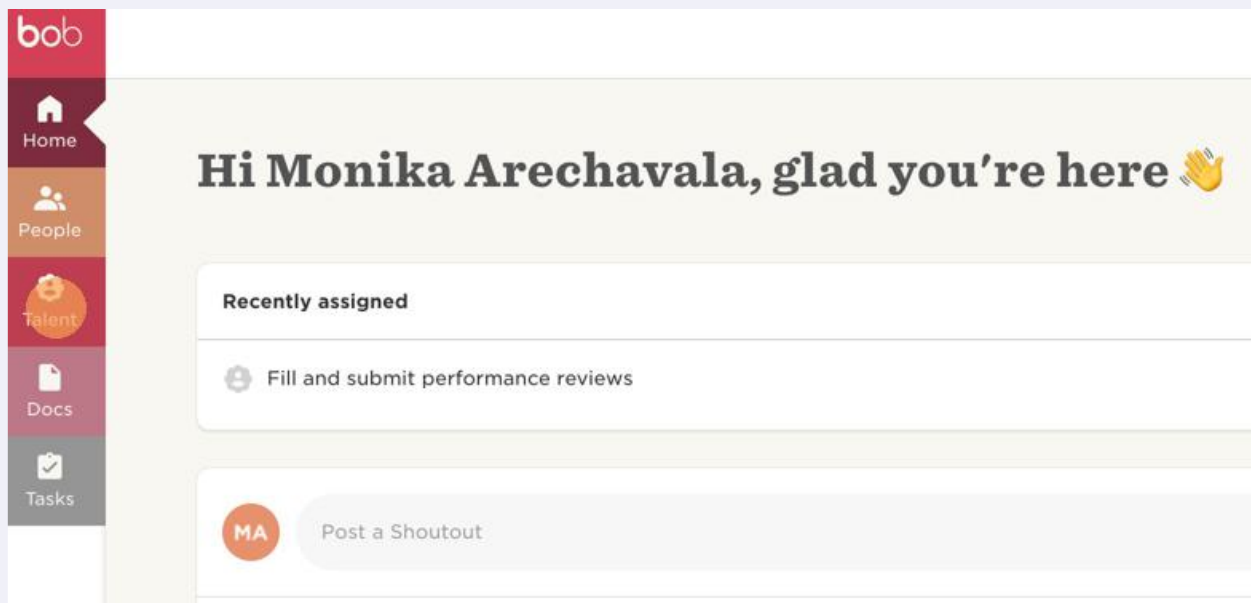 bob
Home
Hi Monika Arechavala, glad you're here 👋
People
Recently assigned
Talent
Fill and submit performance reviews
Docs
Tasks
MA
Post a Shoutout